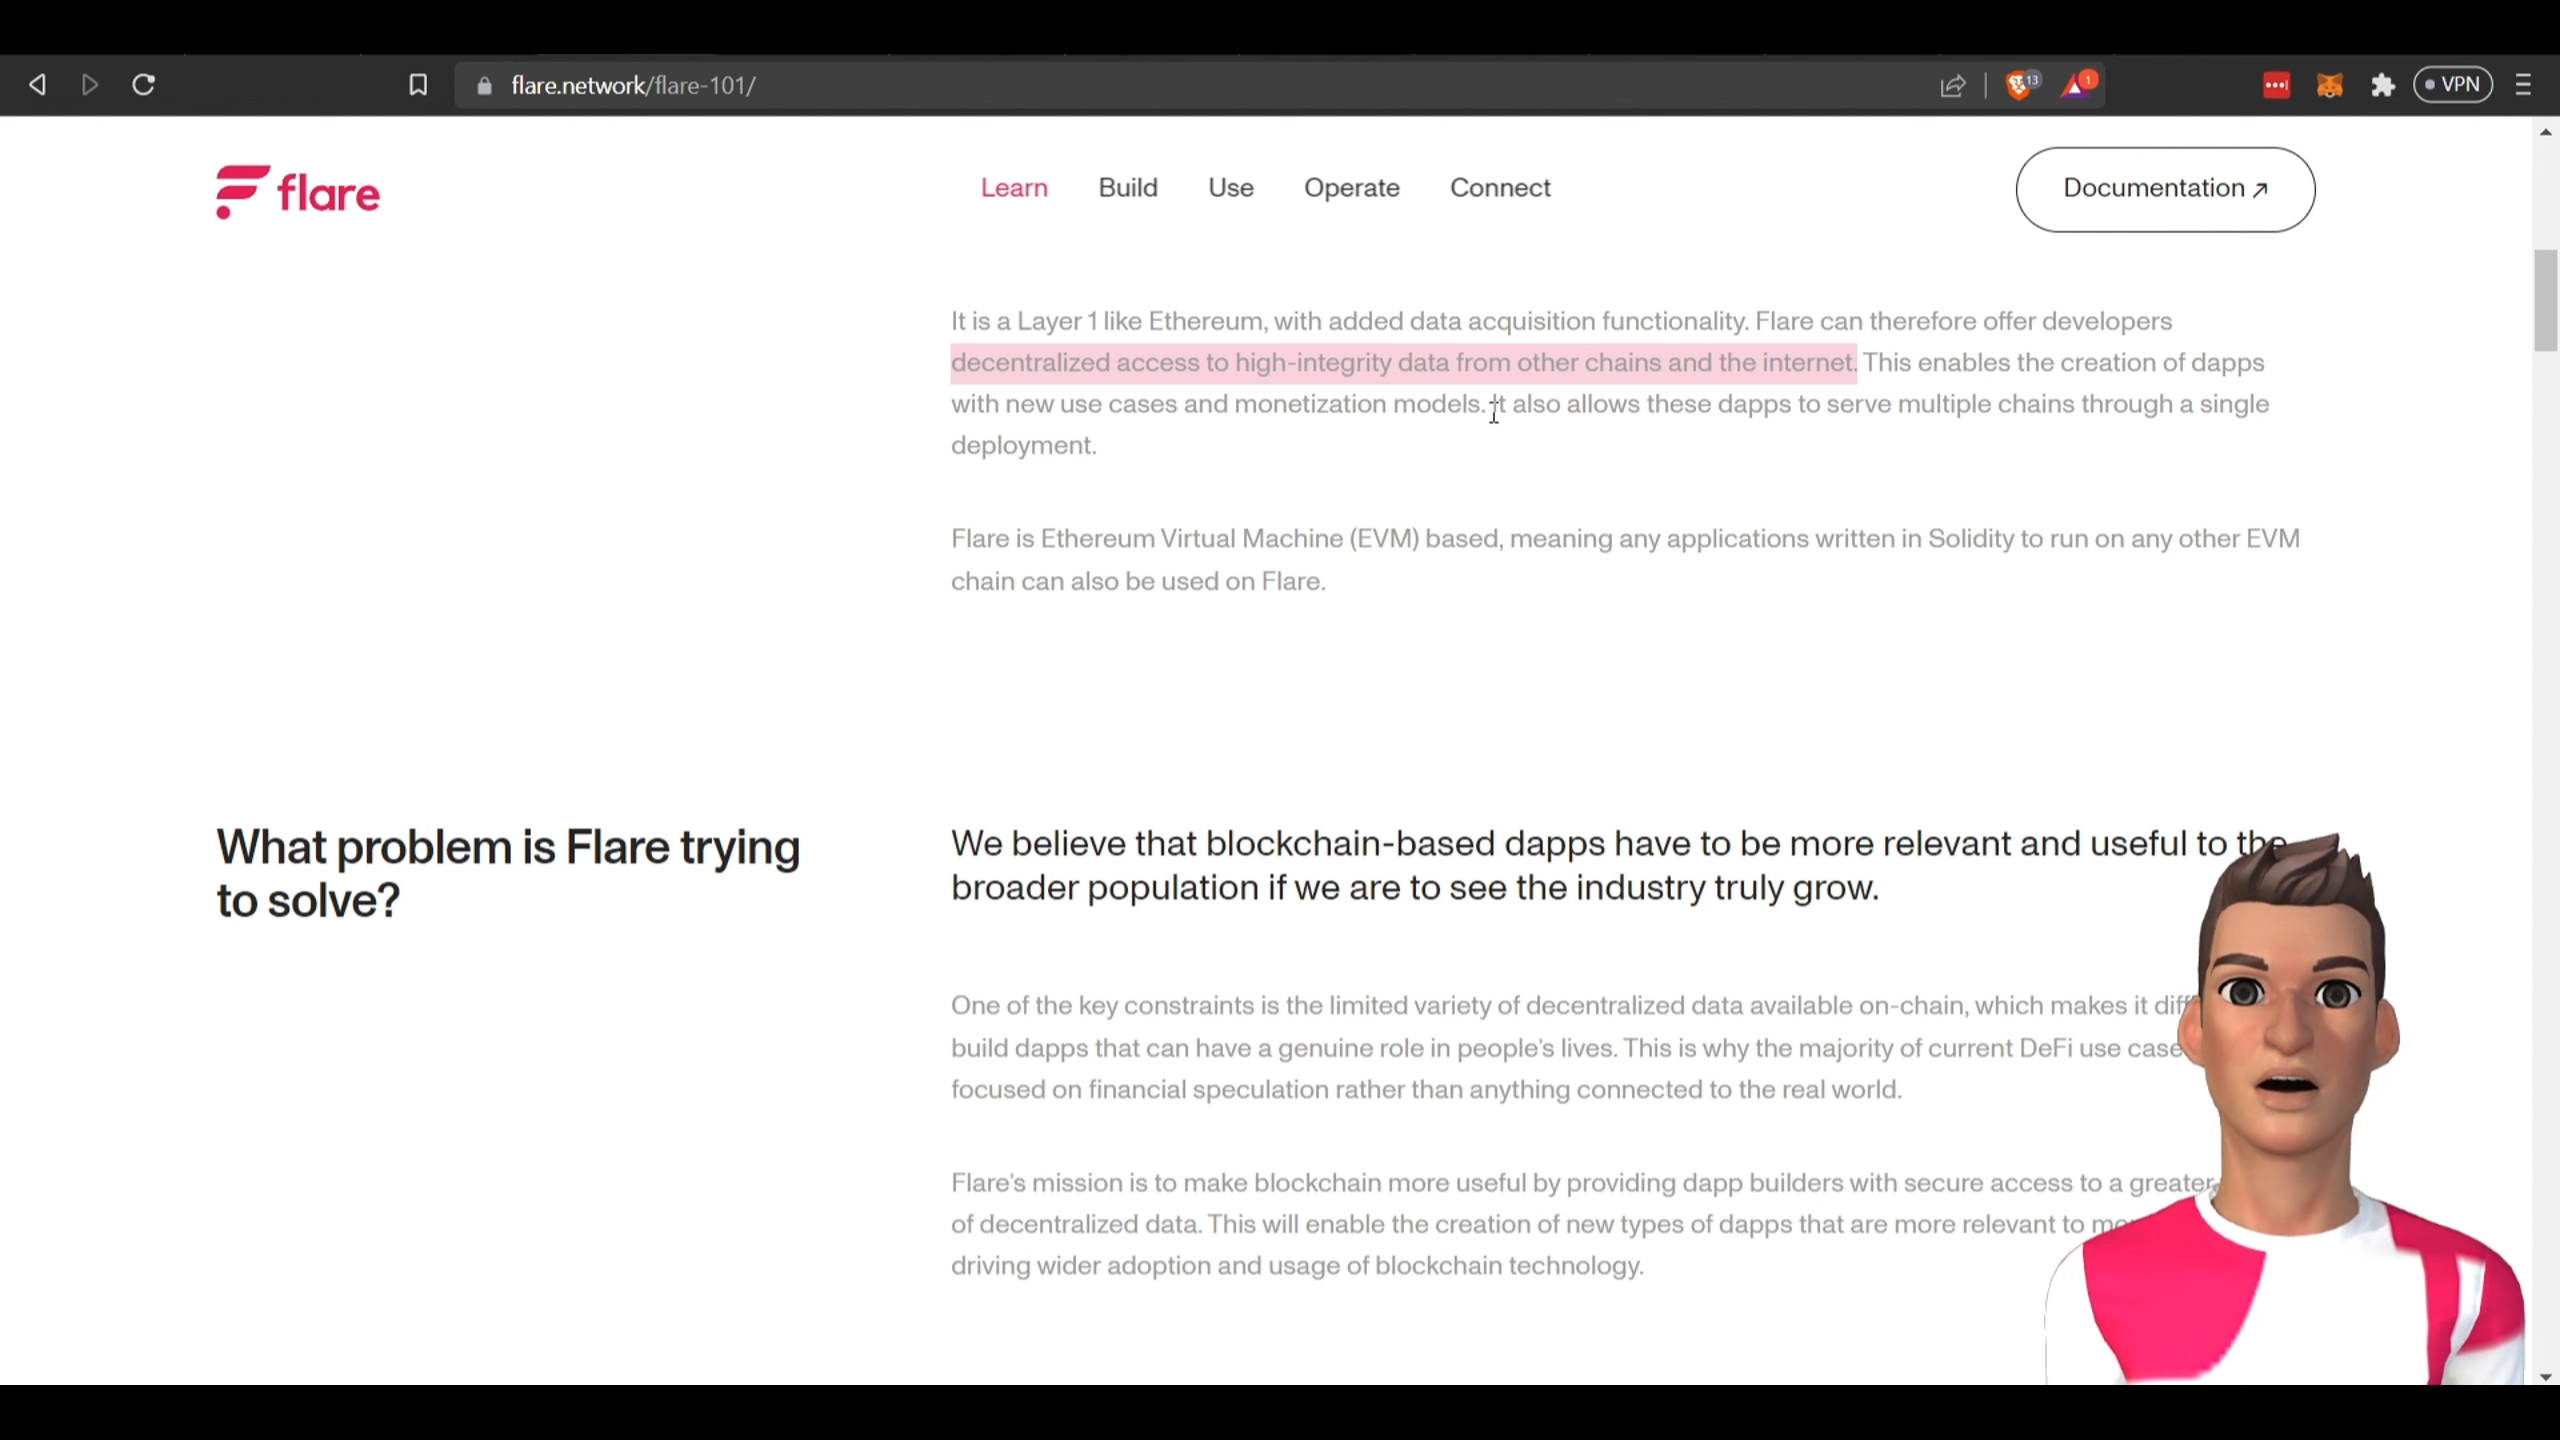 flare.network/flare-101/
13
1
VPN
flare
Learn
Build
Use
Operate
Connect
Documentation ↗
It is a Layer 1 like Ethereum, with added data acquisition functionality. Flare can therefore offer developers
decentralized access to high-integrity data from other chains and the internet. This enables the creation of dapps
with new use cases and monetization models. It also allows these dapps to serve multiple chains through a single
deployment.
Flare is Ethereum Virtual Machine (EVM) based, meaning any applications written in Solidity to run on any other EVM
chain can also be used on Flare.
What problem is Flare trying
to solve?
We believe that blockchain-based dapps have to be more relevant and useful to the
broader population if we are to see the industry truly grow.
One of the key constraints is the limited variety of decentralized data available on-chain, which makes it
build dapps that can have a genuine role in people's lives. This is why the majority of current DeFi use
focused on financial speculation rather than anything connected to the real world.
Flare's mission is to make blockchain more useful by providing dapp builders with secure access to a greater
of decentralized data. This will enable the creation of new types of dapps that are more relevant to
driving wider adoption and usage of blockchain technology.